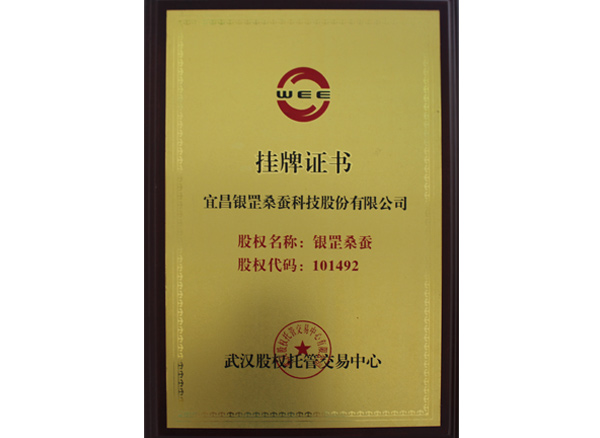 WEE
挂牌证书
宜昌银罡桑蚕科技股份有限公司
股权名称：银罡桑蚕
股权代码：101492
武汉股权托管交易中心